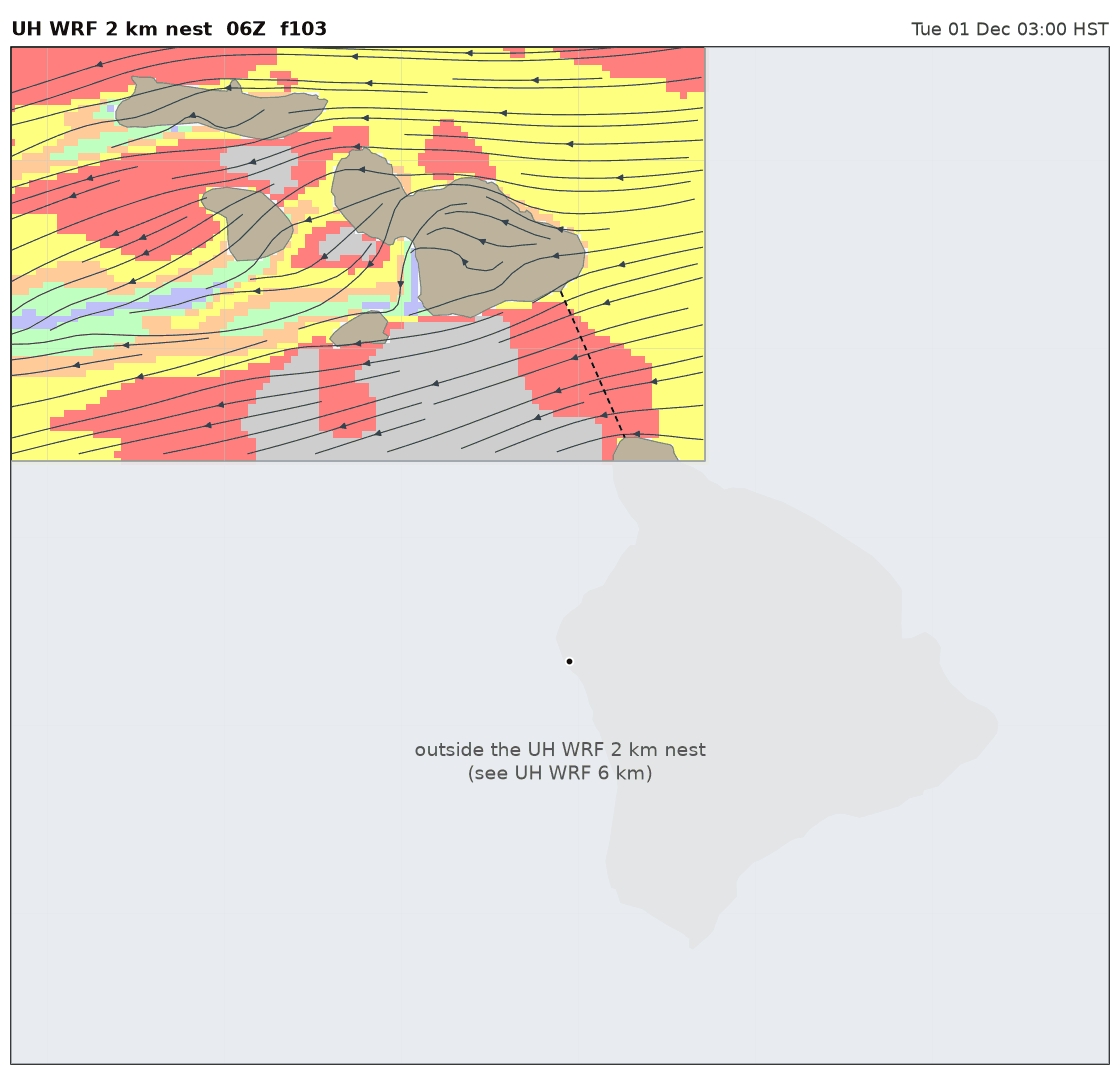 UH WRF 2 km nest  06Z  f103
Tue 01 Dec 03:00 HST
outside the UH WRF 2 km nest
(see UH WRF 6 km)